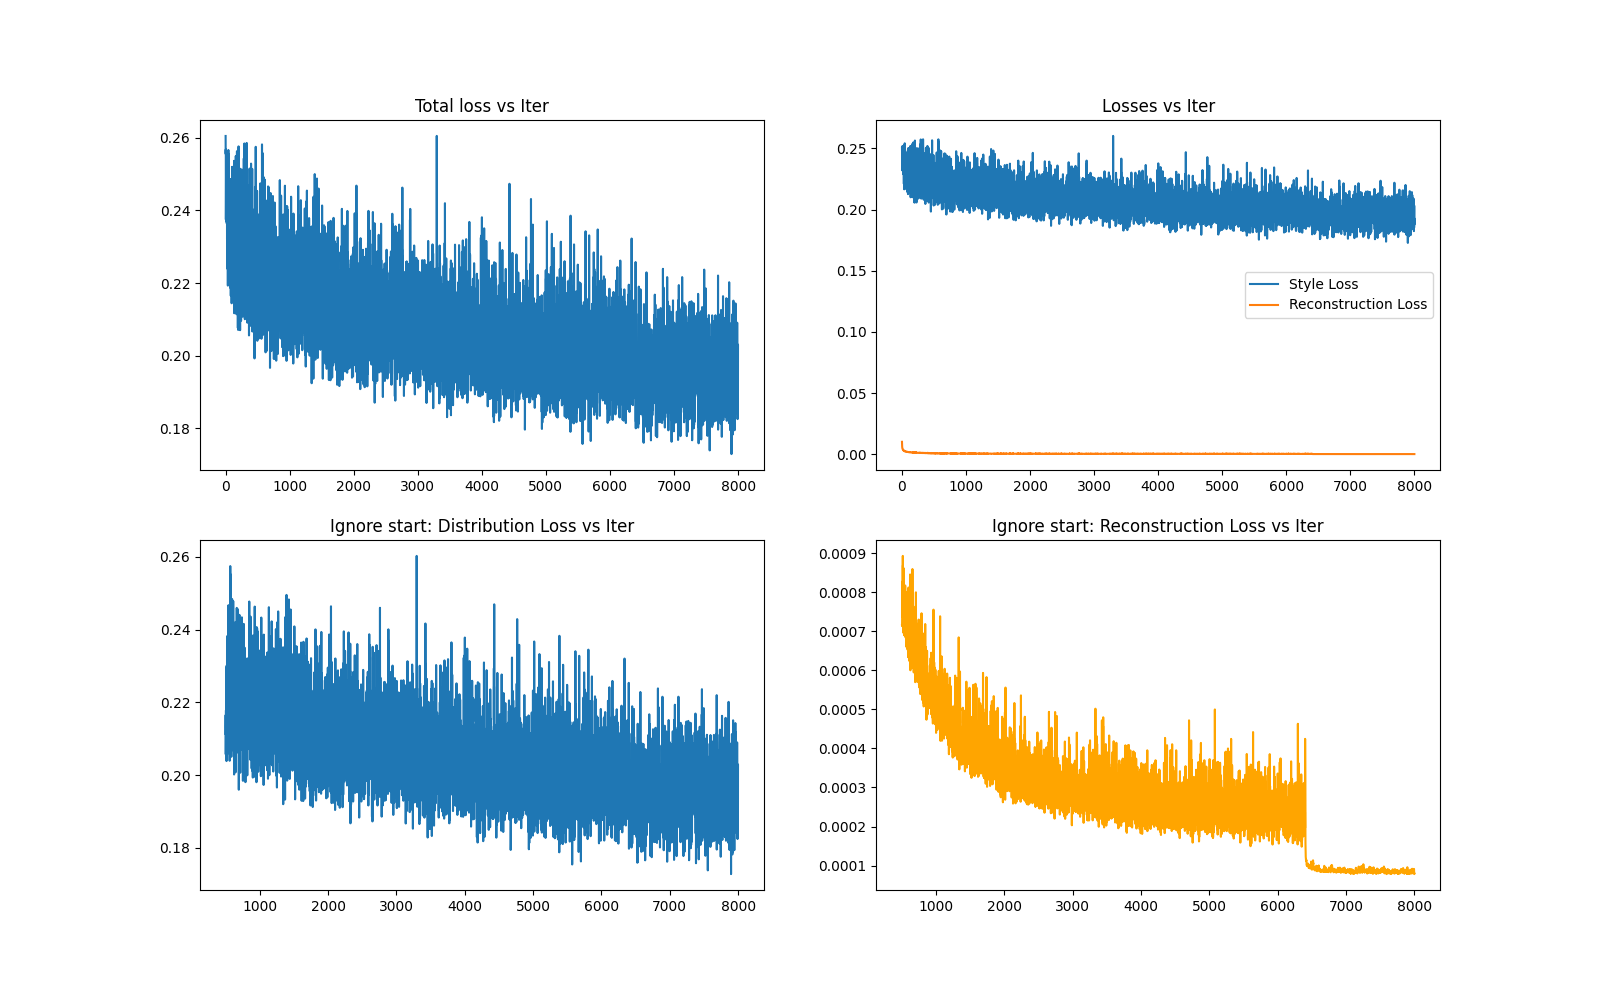 Total loss vs Iter
0.26
0.24
0.22
0.20
0.18
0 1000 2000 3000 4000 5000 6000 7000 8000
Losses vs Iter
0.25
0.20
0.15
0.10
0.05
0.00
Style Loss
Reconstruction Loss
0 1000 2000 3000 4000 5000 6000 7000 8000
Ignore start: Distribution Loss vs Iter
0.26
0.24
0.22
0.20
0.18
1000 2000 3000 4000 5000 6000 7000 8000
Ignore start: Reconstruction Loss vs Iter
0.0009
0.0008
0.0007
0.0006
0.0005
0.0004
0.0003
0.0002
0.0001
1000 2000 3000 4000 5000 6000 7000 8000